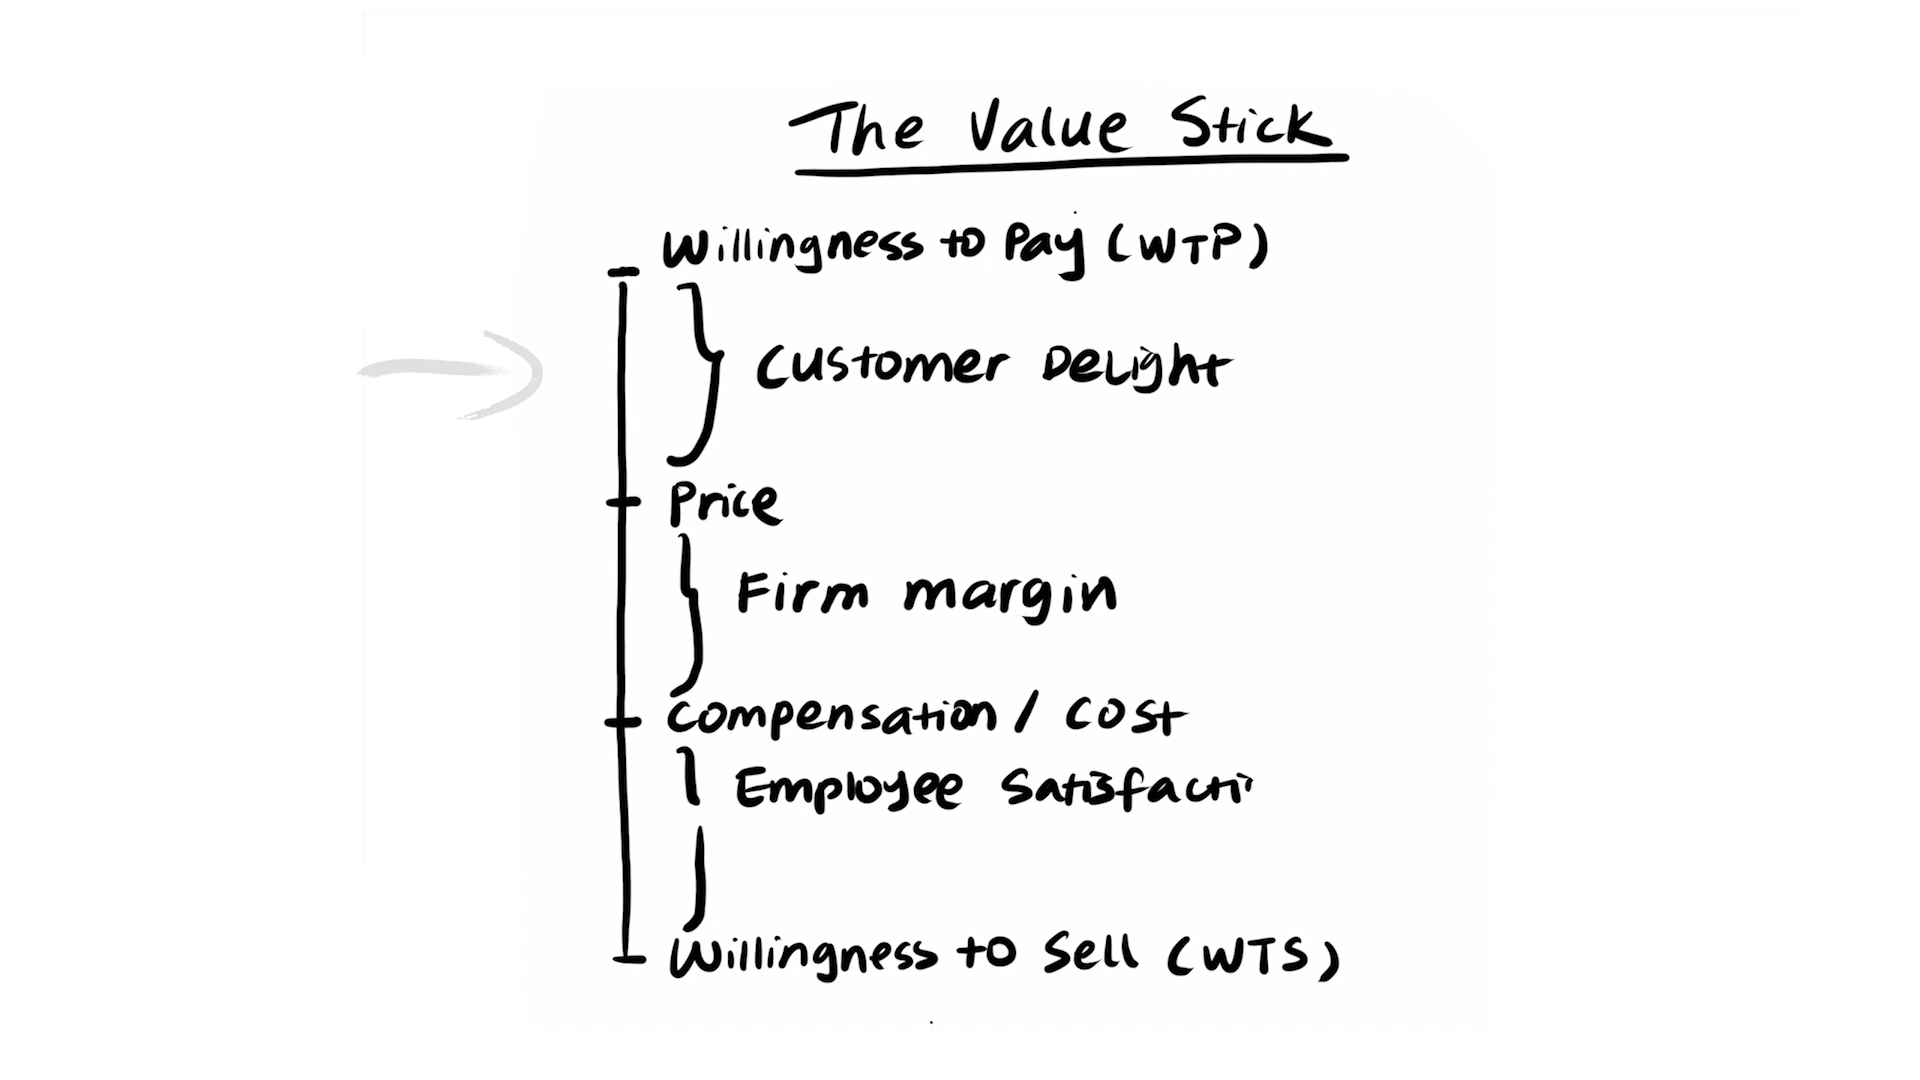 The Value Stick
Willingness to Pay (WTP)
Customer Delight
Price
Firm margin
Compensation / Cost
Employee Satisfacti
Willingness to Sell (WTS)